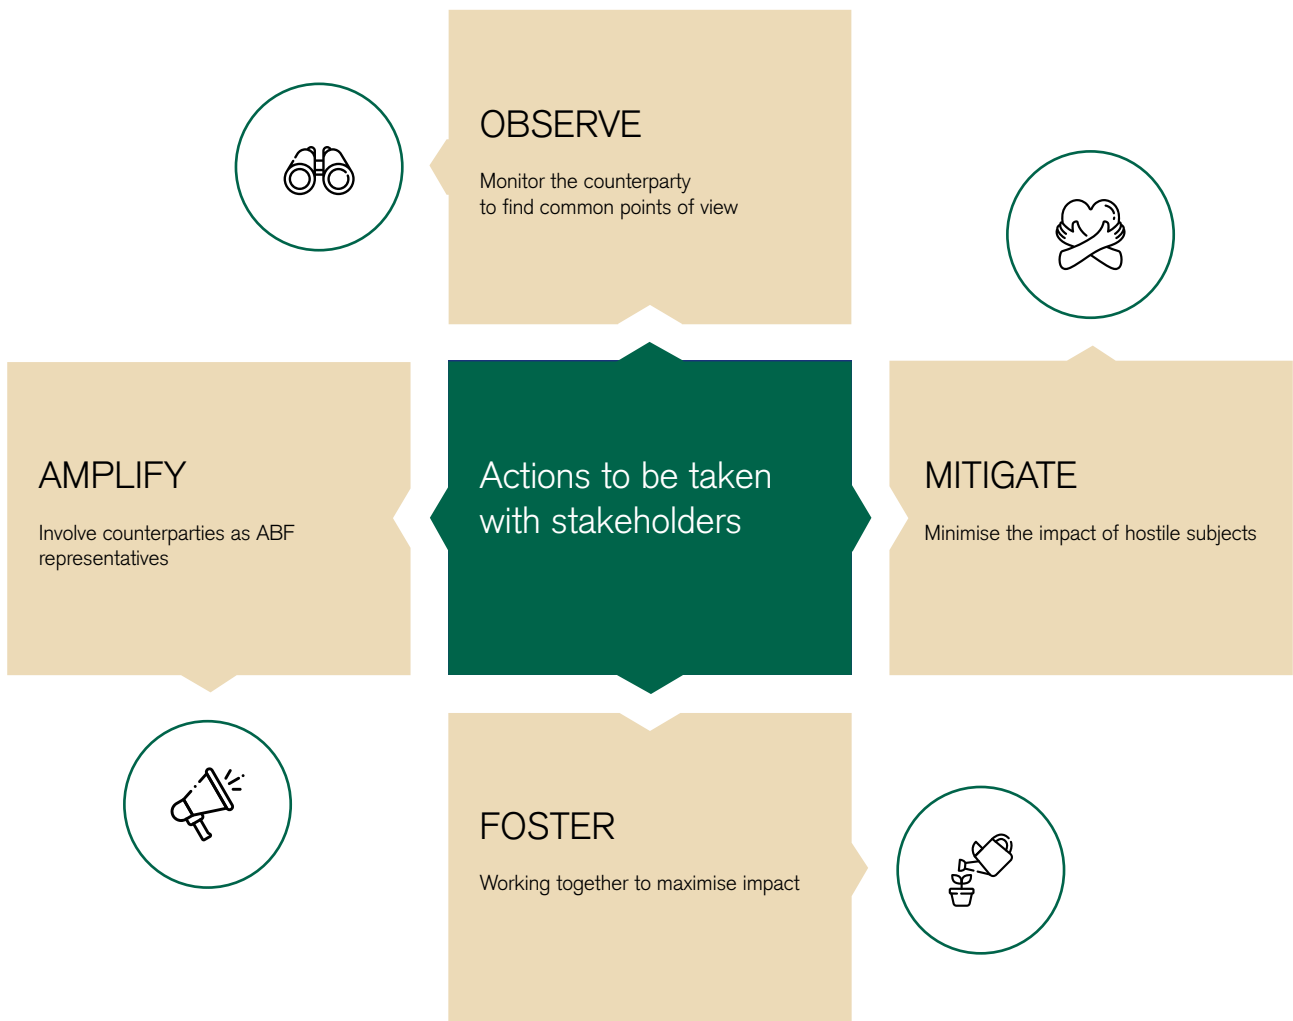 OBSERVE
Monitor the counterparty
to find common points of view
AMPLIFY
Involve counterparties as ABF
representatives
Actions to be taken
with stakeholders
MITIGATE
Minimise the impact of hostile subjects
FOSTER
Working together to maximise impact